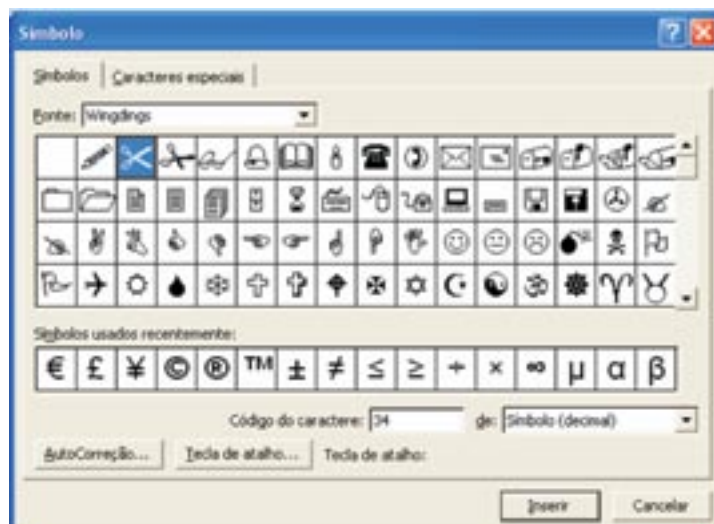 Símbolo
Símbolos Caracteres especiais
Fonte: Wingdings
Símbolos usados recentemente:
€ £ ¥ © ® ™ ± ≠ ≤ ≥ ÷ × ∞ µ α β
Código do caractere: 34 de: Símbolo (decimal)
AutoCorreção... Tecla de atalho... Tecla de atalho:
Inserir Cancelar